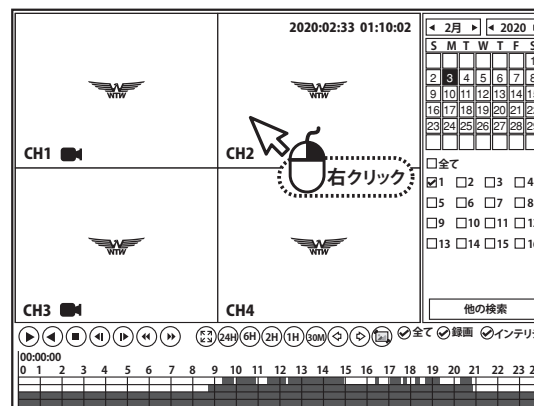 2020:02:33 01:10:02
WTW
WTW
CH1
CH2
右クリック
WTW
WTW
CH3
CH4
2月
2020
S M T W T F S
1
2 3 4 5 6 7 8
9 10 11 12 13 14 15
16 17 18 19 20 21 22
23 24 25 26 27 28 29
全て
1 2 3 4
5 6 7 8
9 10 11 12
13 14 15 16
他の検索
24H 6H 2H 1H 30M
全て 録画 インテリ
00:00:00
0 1 2 3 4 5 6 7 8 9 10 11 12 13 14 15 16 17 18 19 20 21 22 23